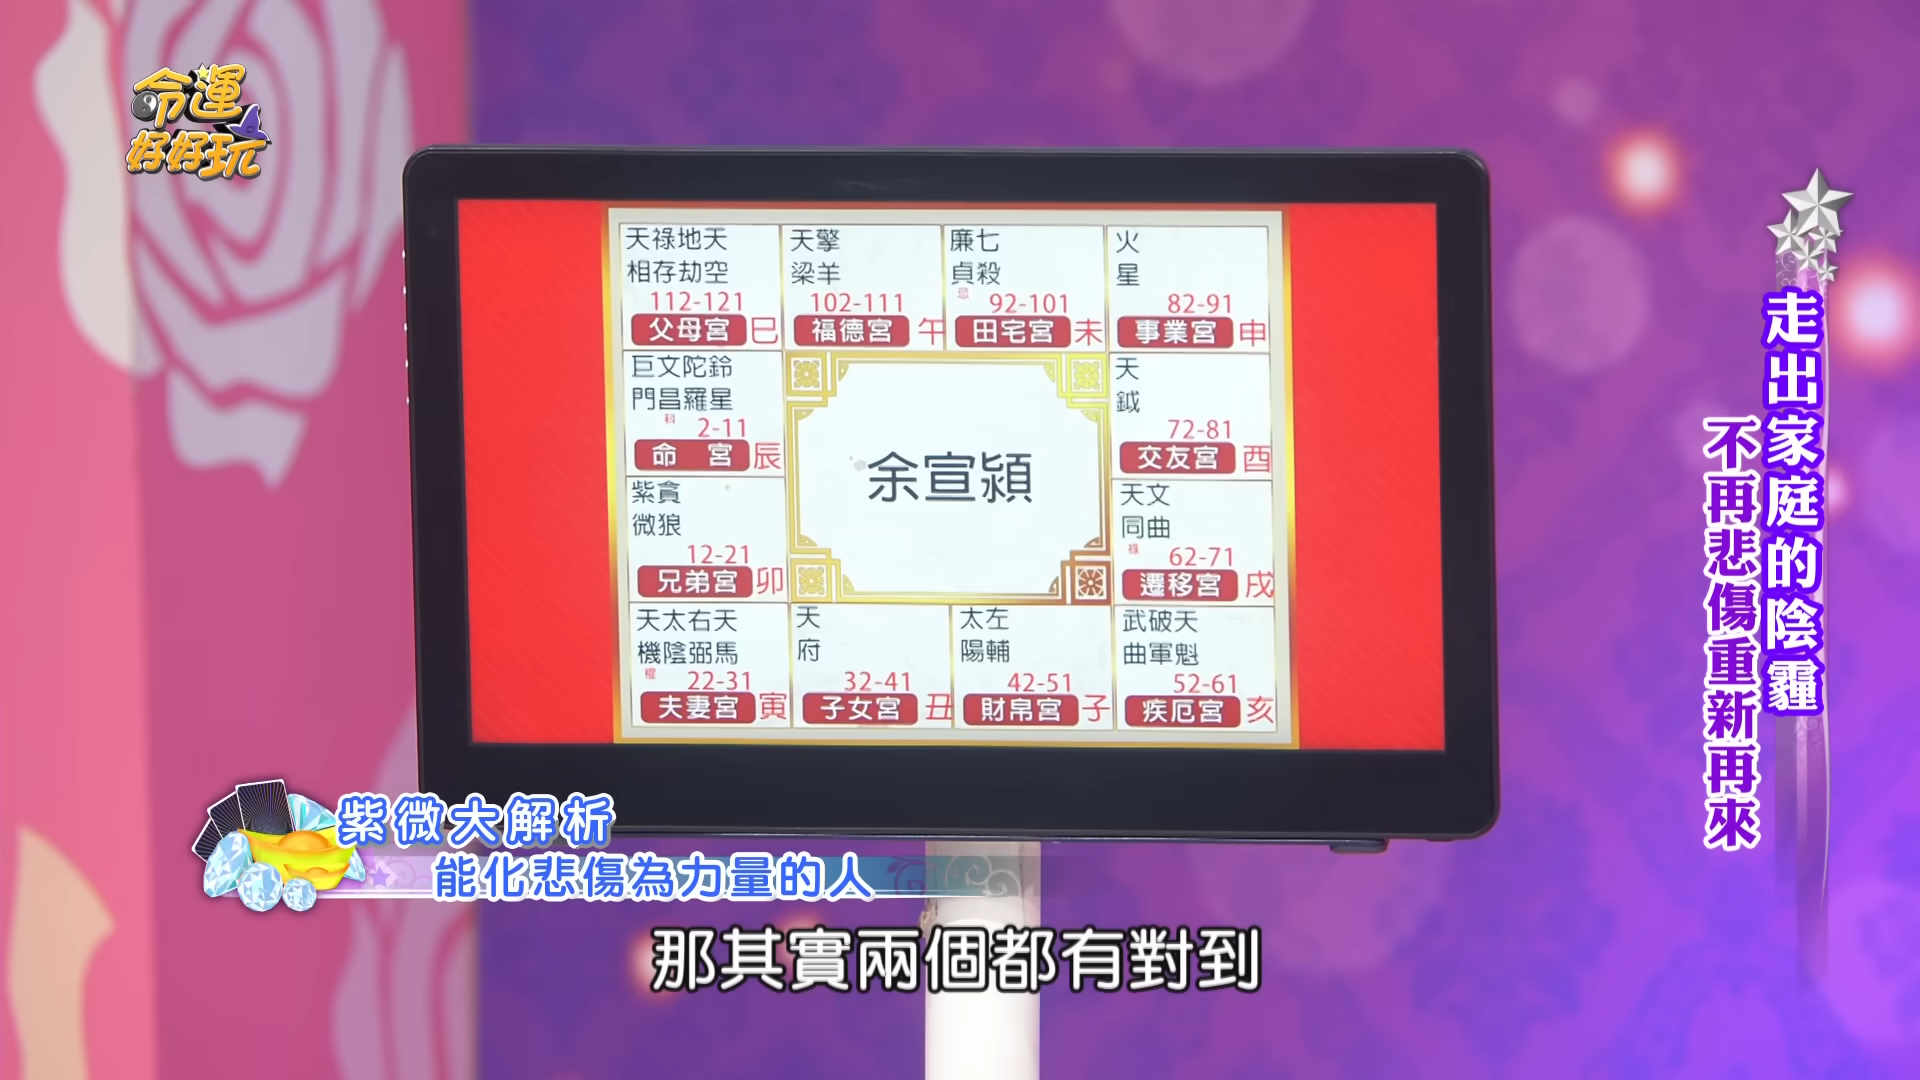 命運
好好玩
天祿地天
相存劫空
112-121
父母宮 巳
天擎
梁羊
102-111
福德宮 午
廉七
貞殺
忌 92-101
田宅宮 未
火
星
82-91
事業宮 申
巨文陀鈴
門昌羅星
科 2-11
命 宮 辰
余宣潁
天
鉞
72-81
交友宮 酉
紫貪
微狼
12-21
兄弟宮 卯
天文
同曲
祿 62-71
遷移宮 戌
天太右天
機陰弼馬
權 22-31
夫妻宮 寅
天
府
32-41
子女宮 丑
太左
陽輔
42-51
財帛宮 子
武破天
曲軍魁
52-61
疾厄宮 亥
走出家庭的陰霾
不再悲傷重新再來
紫微大解析
能化悲傷為力量的人
那其實兩個都有對到